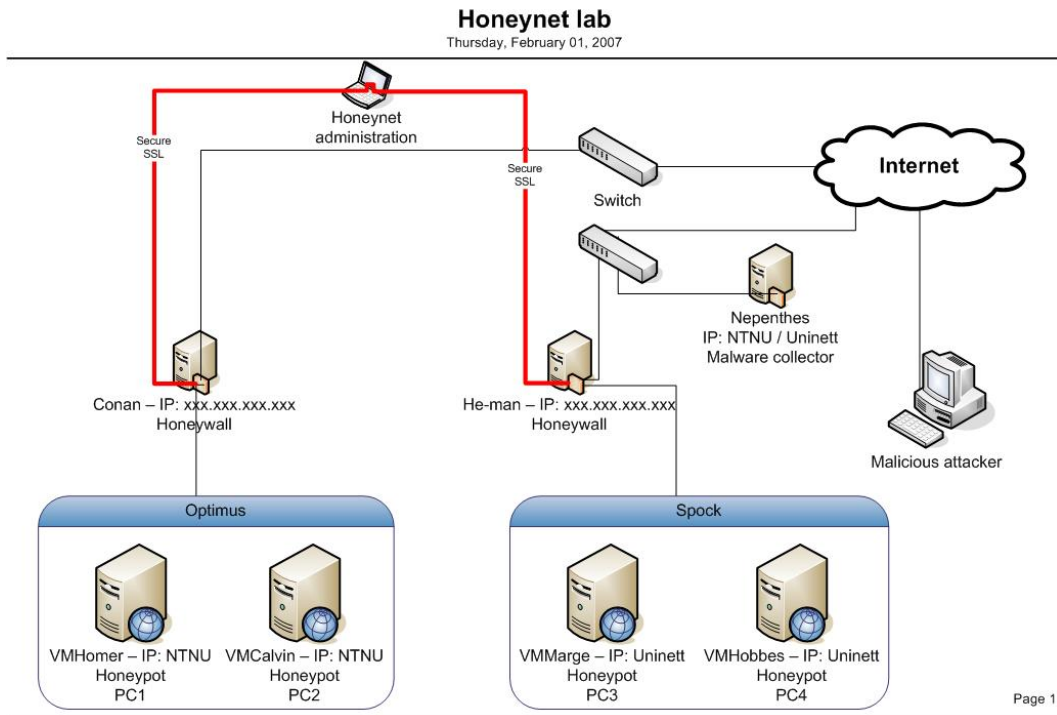 Honeynet lab
Thursday, February 01, 2007
Honeynet
administration
Secure
SSL
Secure
SSL
Switch
Internet
Nepenthes
IP: NTNU / Uninett
Malware collector
Conan – IP: xxx.xxx.xxx.xxx
Honeywall
He-man – IP: xxx.xxx.xxx.xxx
Honeywall
Malicious attacker
Optimus
Spock
VMHomer – IP: NTNU
Honeypot
PC1
VMCalvin – IP: NTNU
Honeypot
PC2
VMMarge – IP: Uninett
Honeypot
PC3
VMHobbes – IP: Uninett
Honeypot
PC4
Page 1